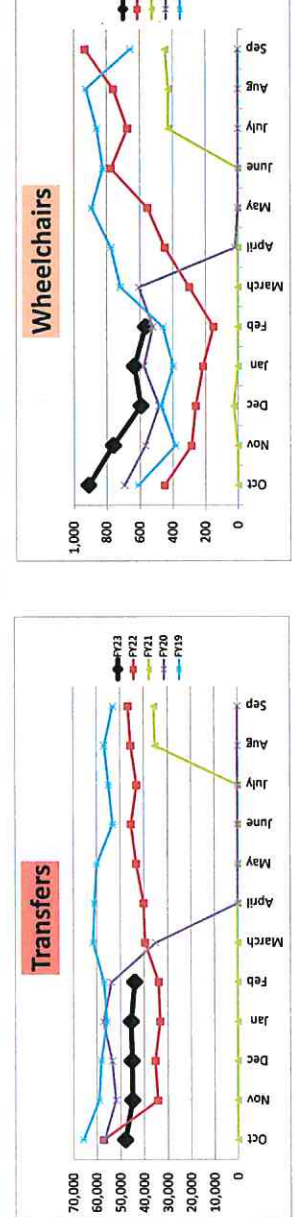 Transfers
70,000
60,000
50,000
40,000
30,000
20,000
10,000
0
Oct
Nov
Dec
Jan
Feb
March
April
May
June
July
Aug
Sep
FY23
FY22
FY21
FY20
FY19
Wheelchairs
1,000
800
600
400
200
0
Oct
Nov
Dec
Jan
Feb
March
April
May
June
July
Aug
Sep